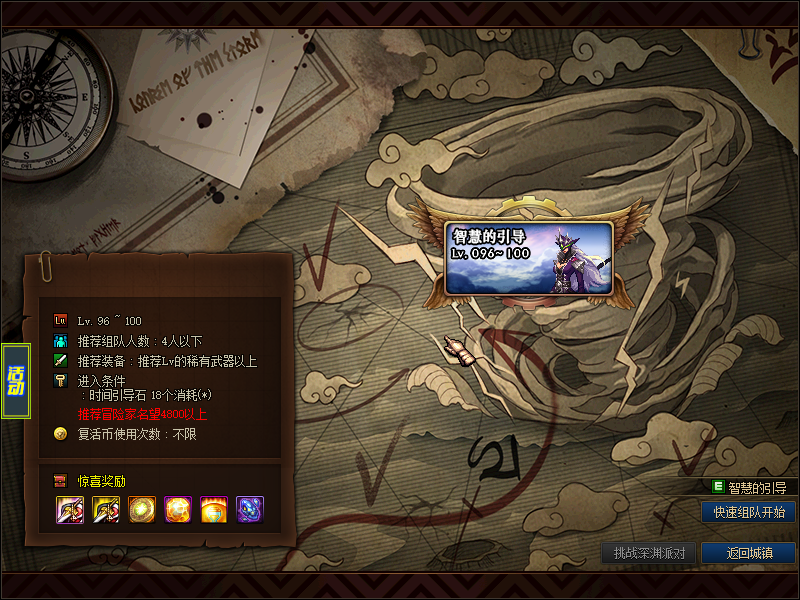 LORDEN OF THE STORM
E
S
智慧的引导
Lv. 096~100
Lv. 96 ~ 100
推荐组队人数 : 4人以下
推荐装备 : 推荐Lv的稀有武器以上
进入条件
: 时间引导石 18个消耗(*)
推荐冒险家名望4800以上
复活币使用次数 : 不限
活动
惊喜奖励
E 智慧的引导
快速组队开始
挑战深渊派对
返回城镇